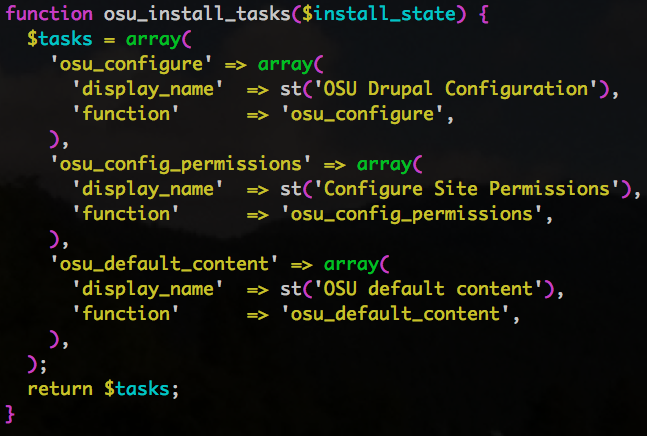 function osu_install_tasks($install_state) {
  $tasks = array(
    'osu_configure' => array(
      'display_name'  => st('OSU Drupal Configuration'),
      'function'      => 'osu_configure',
    ),
    'osu_config_permissions' => array(
      'display_name'  => st('Configure Site Permissions'),
      'function'      => 'osu_config_permissions',
    ),
    'osu_default_content' => array(
      'display_name'  => st('OSU default content'),
      'function'      => 'osu_default_content',
    ),
  );
  return $tasks;
}